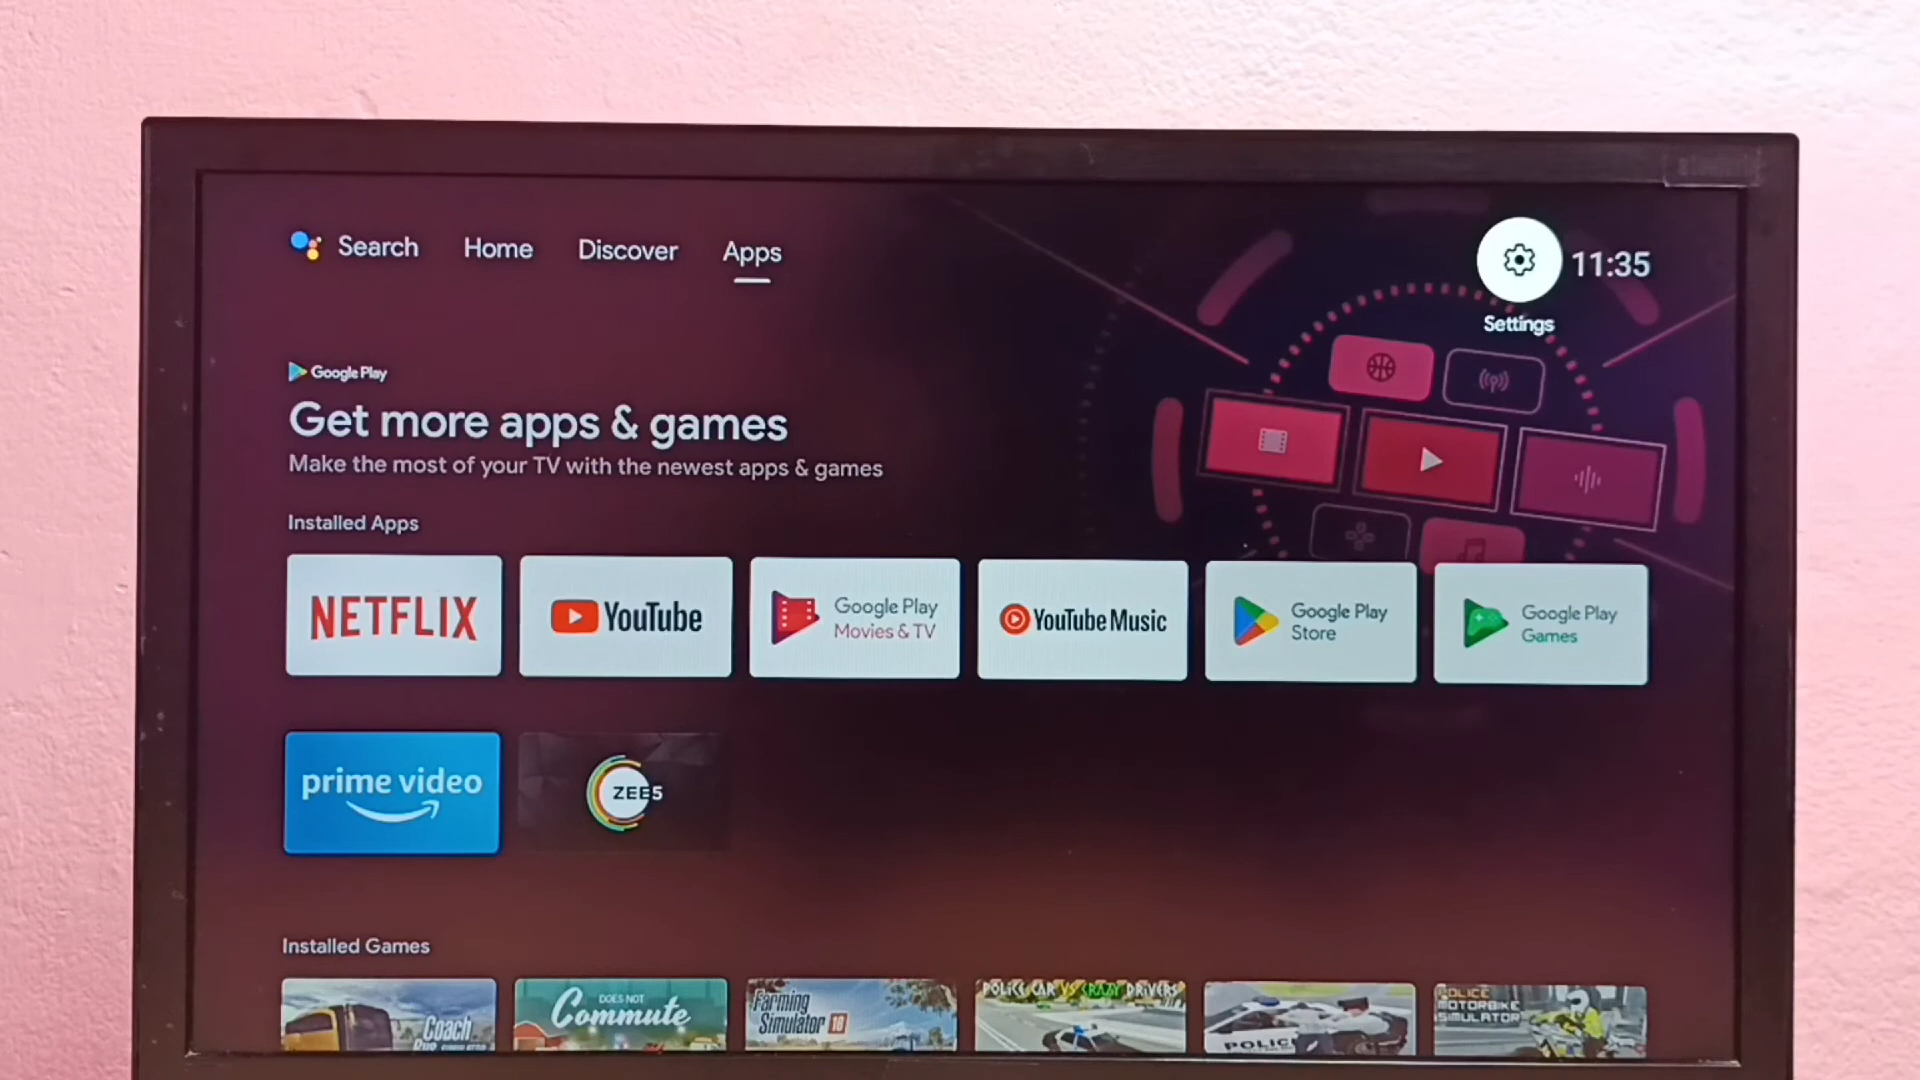 Search Home Discover Apps
11:35
Settings
Google Play
Get more apps & games
Make the most of your TV with the newest apps & games
Installed Apps
NETFLIX
YouTube
Google Play
Movies & TV
YouTube Music
Google Play
Store
Google Play
Games
prime video
ZEE5
Installed Games
Coach
DOES NOT
Commute
Farming
Simulator 18
POLICE CAR VS CRAZY DRIVERS
POLICE
POLICE
MOTORBIKE
SIMULATOR